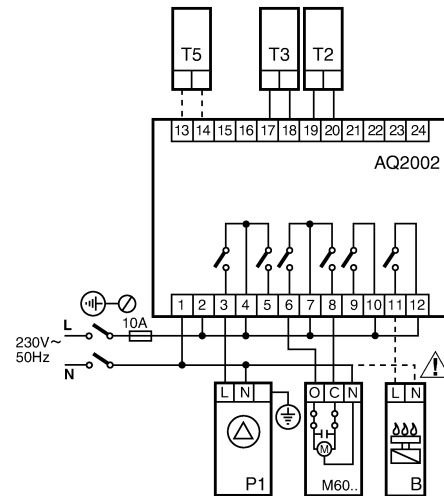 T5 T3 T2
13 14 15 16 17 18 19 20 21 22 23 24
AQ2002
1 2 3 4 5 6 7 8 9 10 11 12
L 10A
230V~
50Hz
N
L N O C N L N
M
P1 M60.. B